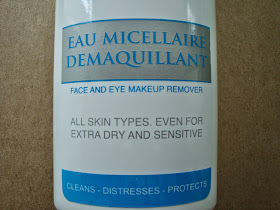 EAU MICELLAIRE
DEMAQUILLANT
FACE AND EYE MAKEUP REMOVER
ALL SKIN TYPES. EVEN FOR
EXTRA DRY AND SENSITIVE
CLEANS - DISTRESSES - PROTECTS